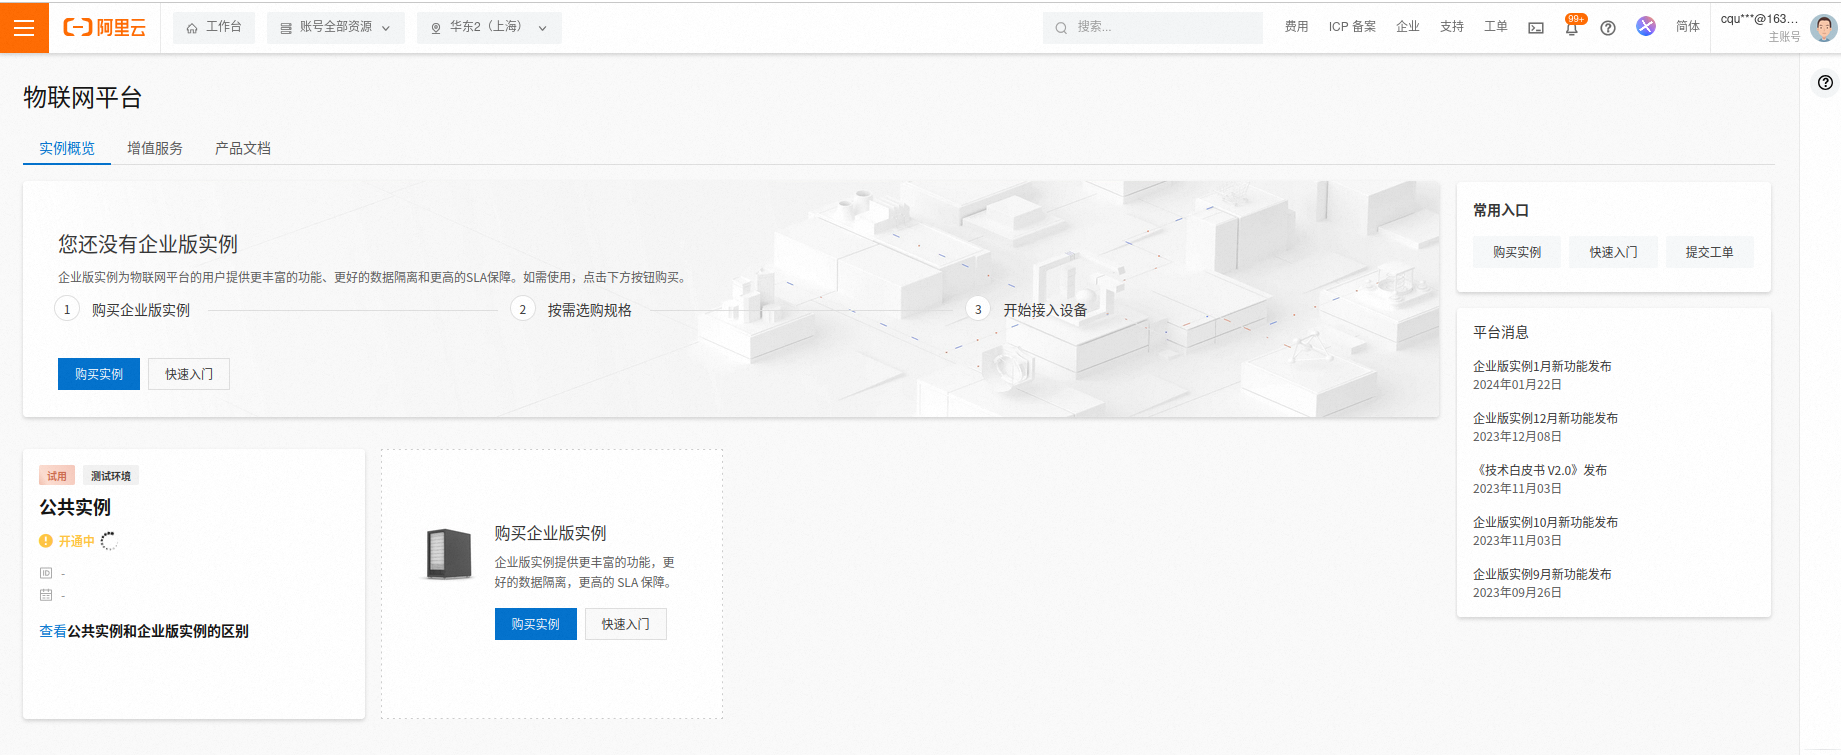 阿里云
工作台
账号全部资源
华东2（上海）
搜索...
费用
ICP 备案
企业
支持
工单
99+
简体
cqu***@163...
主账号
物联网平台
实例概览
增值服务
产品文档
您还没有企业版实例
企业版实例为物联网平台的用户提供更丰富的功能、更好的数据隔离和更高的SLA保障。如需使用，点击下方按钮购买。
1 购买企业版实例
2 按需选购规格
3 开始接入设备
购买实例
快速入门
常用入口
购买实例
快速入门
提交工单
平台消息
企业版实例1月新功能发布
2024年01月22日
企业版实例12月新功能发布
2023年12月08日
《技术白皮书 V2.0》发布
2023年11月03日
企业版实例10月新功能发布
2023年11月03日
企业版实例9月新功能发布
2023年09月26日
试用
测试环境
公共实例
开通中
ID -
-
查看公共实例和企业版实例的区别
购买企业版实例
企业版实例提供更丰富的功能，更
好的数据隔离，更高的 SLA 保障。
购买实例
快速入门